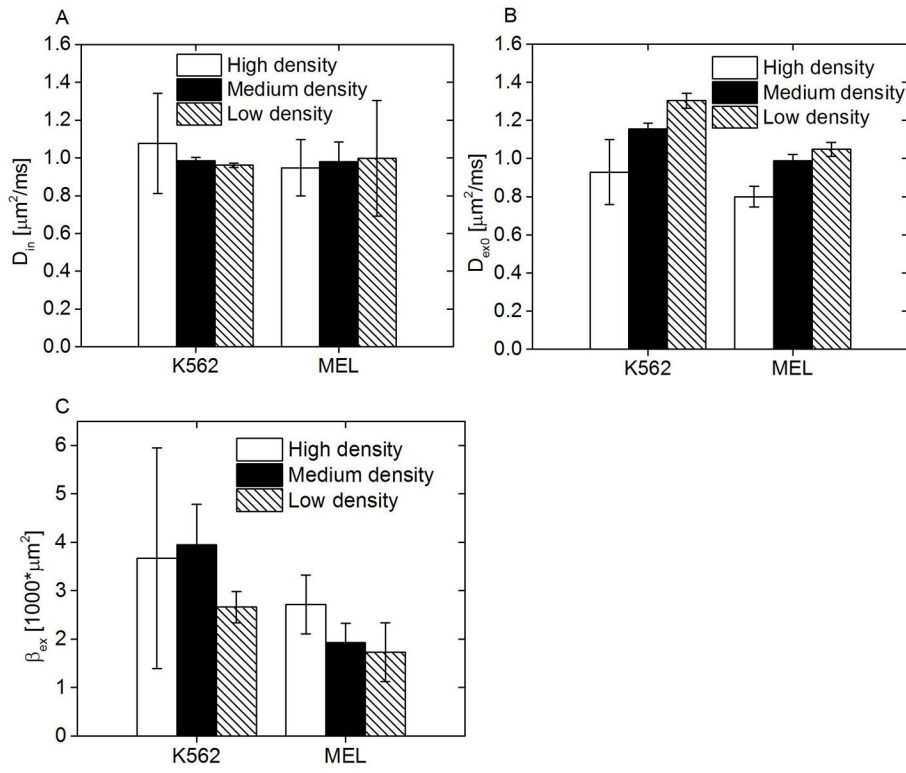 A
1.6
1.4
1.2
1.0
0.8
0.6
0.4
0.2
0.0
D_in [μm²/ms]
High density
Medium density
Low density
K562
MEL
B
1.6
1.4
1.2
1.0
0.8
0.6
0.4
0.2
0.0
D_ex0 [μm²/ms]
High density
Medium density
Low density
K562
MEL
C
6
5
4
3
2
1
0
β_ex [1000*μm²]
High density
Medium density
Low density
K562
MEL